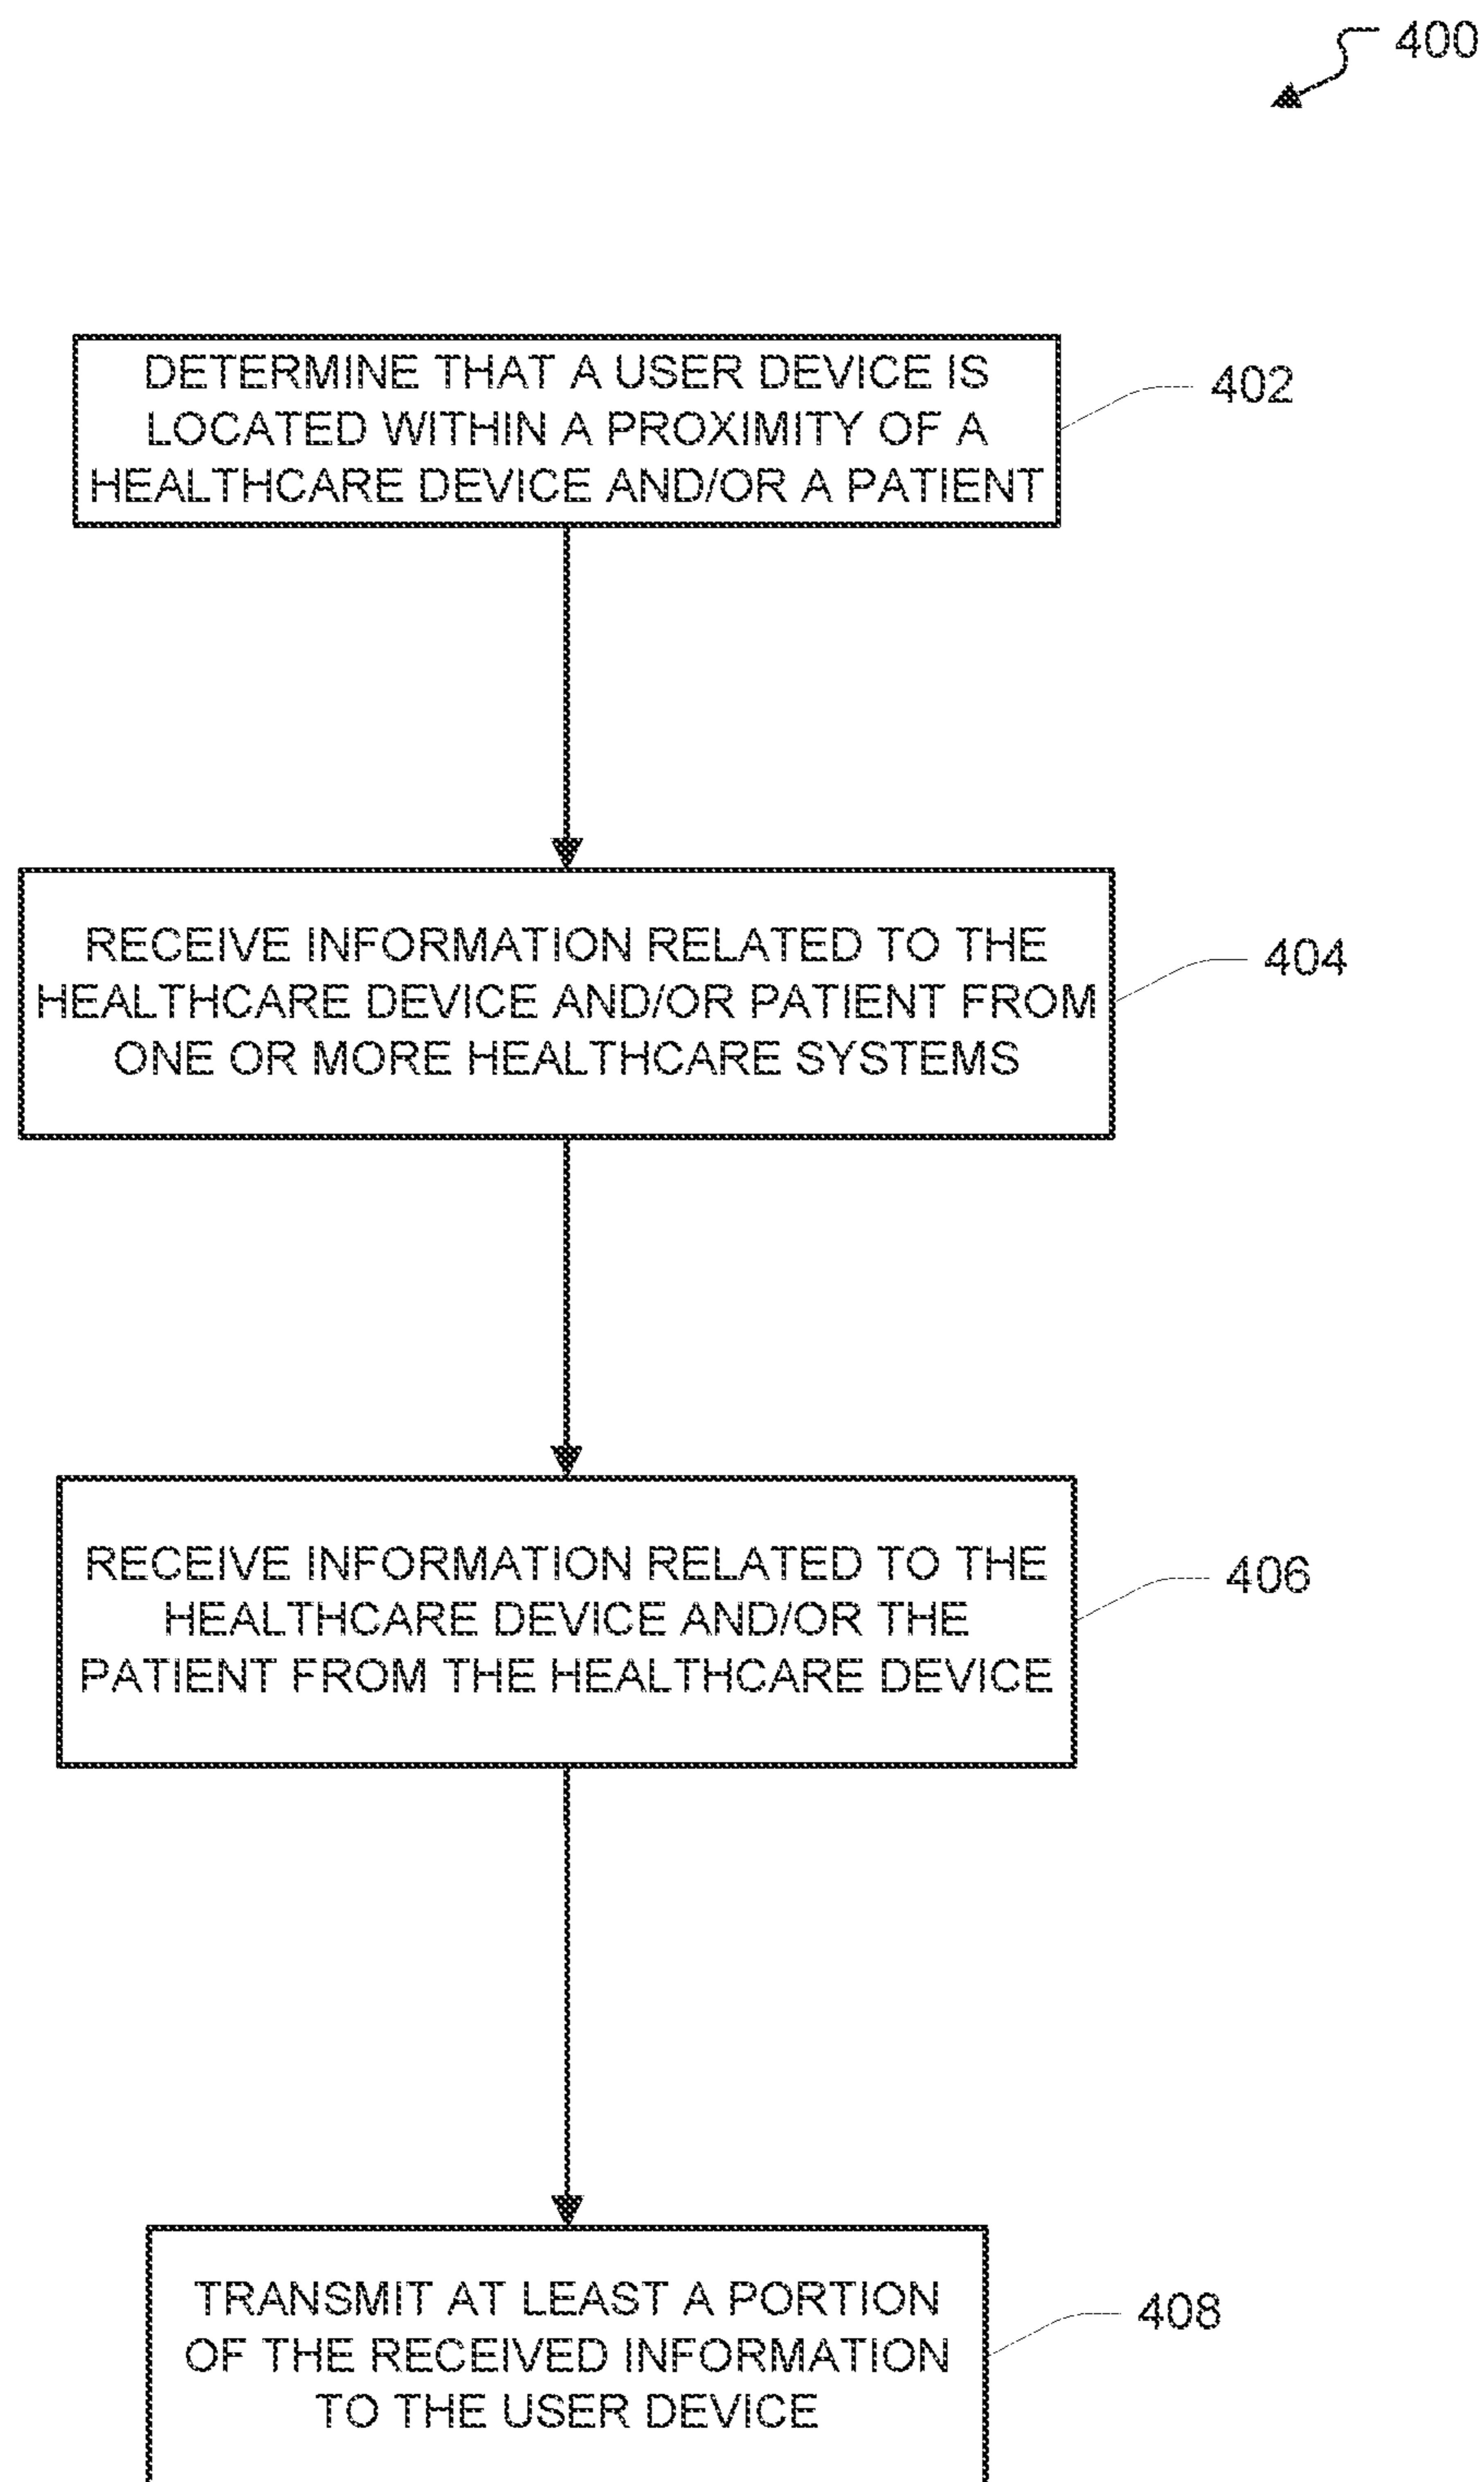 400
DETERMINE THAT A USER DEVICE IS
LOCATED WITHIN A PROXIMITY OF A
HEALTHCARE DEVICE AND/OR A PATIENT
402
RECEIVE INFORMATION RELATED TO THE
HEALTHCARE DEVICE AND/OR PATIENT FROM
ONE OR MORE HEALTHCARE SYSTEMS
404
RECEIVE INFORMATION RELATED TO THE
HEALTHCARE DEVICE AND/OR THE
PATIENT FROM THE HEALTHCARE DEVICE
406
TRANSMIT AT LEAST A PORTION
OF THE RECEIVED INFORMATION
TO THE USER DEVICE
408